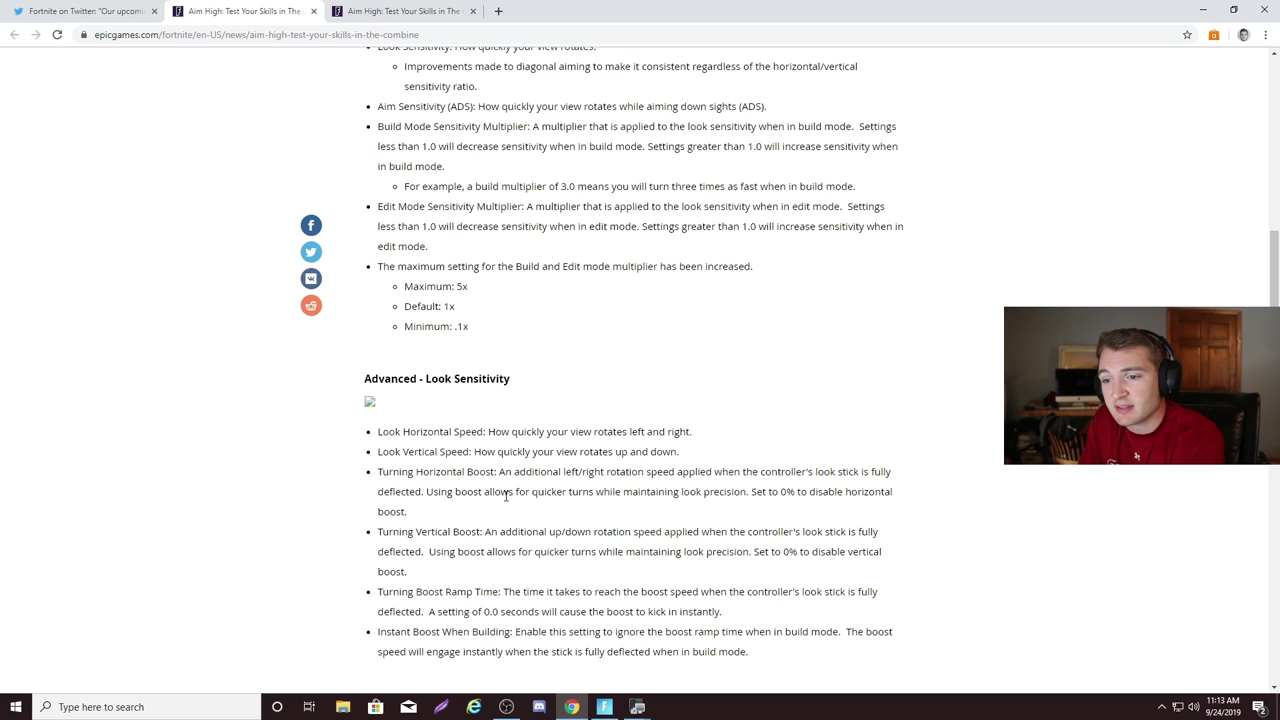 Fortnite on Twitter: "Our upcomi
Aim High: Test Your Skills in The C
Aim High: Test Your Skills in The C
epicgames.com/fortnite/en-US/news/aim-high-test-your-skills-in-the-combine
Look Sensitivity: How quickly your view rotates.
Improvements made to diagonal aiming to make it consistent regardless of the horizontal/vertical
sensitivity ratio.
Aim Sensitivity (ADS): How quickly your view rotates while aiming down sights (ADS).
Build Mode Sensitivity Multiplier: A multiplier that is applied to the look sensitivity when in build mode.  Settings
less than 1.0 will decrease sensitivity when in build mode. Settings greater than 1.0 will increase sensitivity when
in build mode.
For example, a build multiplier of 3.0 means you will turn three times as fast when in build mode.
Edit Mode Sensitivity Multiplier: A multiplier that is applied to the look sensitivity when in edit mode.  Settings
less than 1.0 will decrease sensitivity when in edit mode. Settings greater than 1.0 will increase sensitivity when in
edit mode.
The maximum setting for the Build and Edit mode multiplier has been increased.
Maximum: 5x
Default: 1x
Minimum: .1x
Advanced - Look Sensitivity
Look Horizontal Speed: How quickly your view rotates left and right.
Look Vertical Speed: How quickly your view rotates up and down.
Turning Horizontal Boost: An additional left/right rotation speed applied when the controller's look stick is fully
deflected. Using boost allows for quicker turns while maintaining look precision. Set to 0% to disable horizontal
boost.
Turning Vertical Boost: An additional up/down rotation speed applied when the controller's look stick is fully
deflected.  Using boost allows for quicker turns while maintaining look precision. Set to 0% to disable vertical
boost.
Turning Boost Ramp Time: The time it takes to reach the boost speed when the controller's look stick is fully
deflected.  A setting of 0.0 seconds will cause the boost to kick in instantly.
Instant Boost When Building: Enable this setting to ignore the boost ramp time when in build mode.  The boost
speed will engage instantly when the stick is fully deflected when in build mode.
Type here to search
11:13 AM
9/24/2019